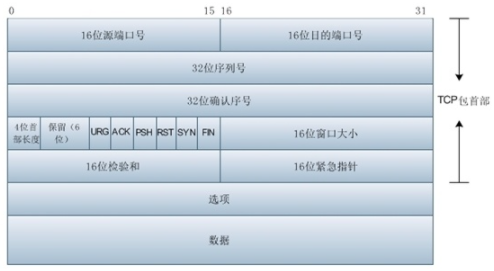 0 15 16 31
16位源端口号 16位目的端口号
32位序列号
32位确认序号
TCP包首部
4位首部长度 保留（6位） URG ACK PSH RST SYN FIN 16位窗口大小
16位检验和 16位紧急指针
选项
数据